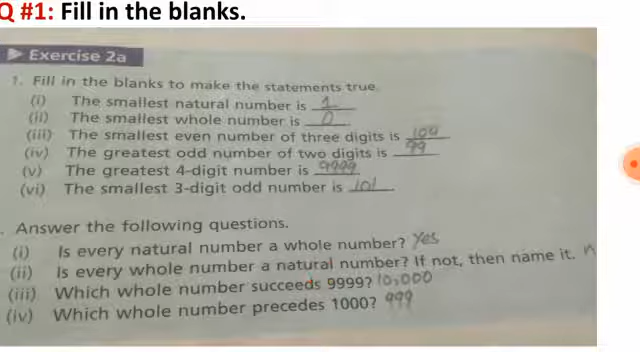 Q #1: Fill in the blanks.
Exercise 2a
1. Fill in the blanks to make the statements true.
(i) The smallest natural number is 1
(ii) The smallest whole number is 0
(iii) The smallest even number of three digits is 100
(iv) The greatest odd number of two digits is 99
(v) The greatest 4-digit number is 9999
(vi) The smallest 3-digit odd number is 101
. Answer the following questions.
(i) Is every natural number a whole number? Yes
(ii) Is every whole number a natural number? If not, then name it.
(iii) Which whole number succeeds 9999? 10,000
(iv) Which whole number precedes 1000? 999